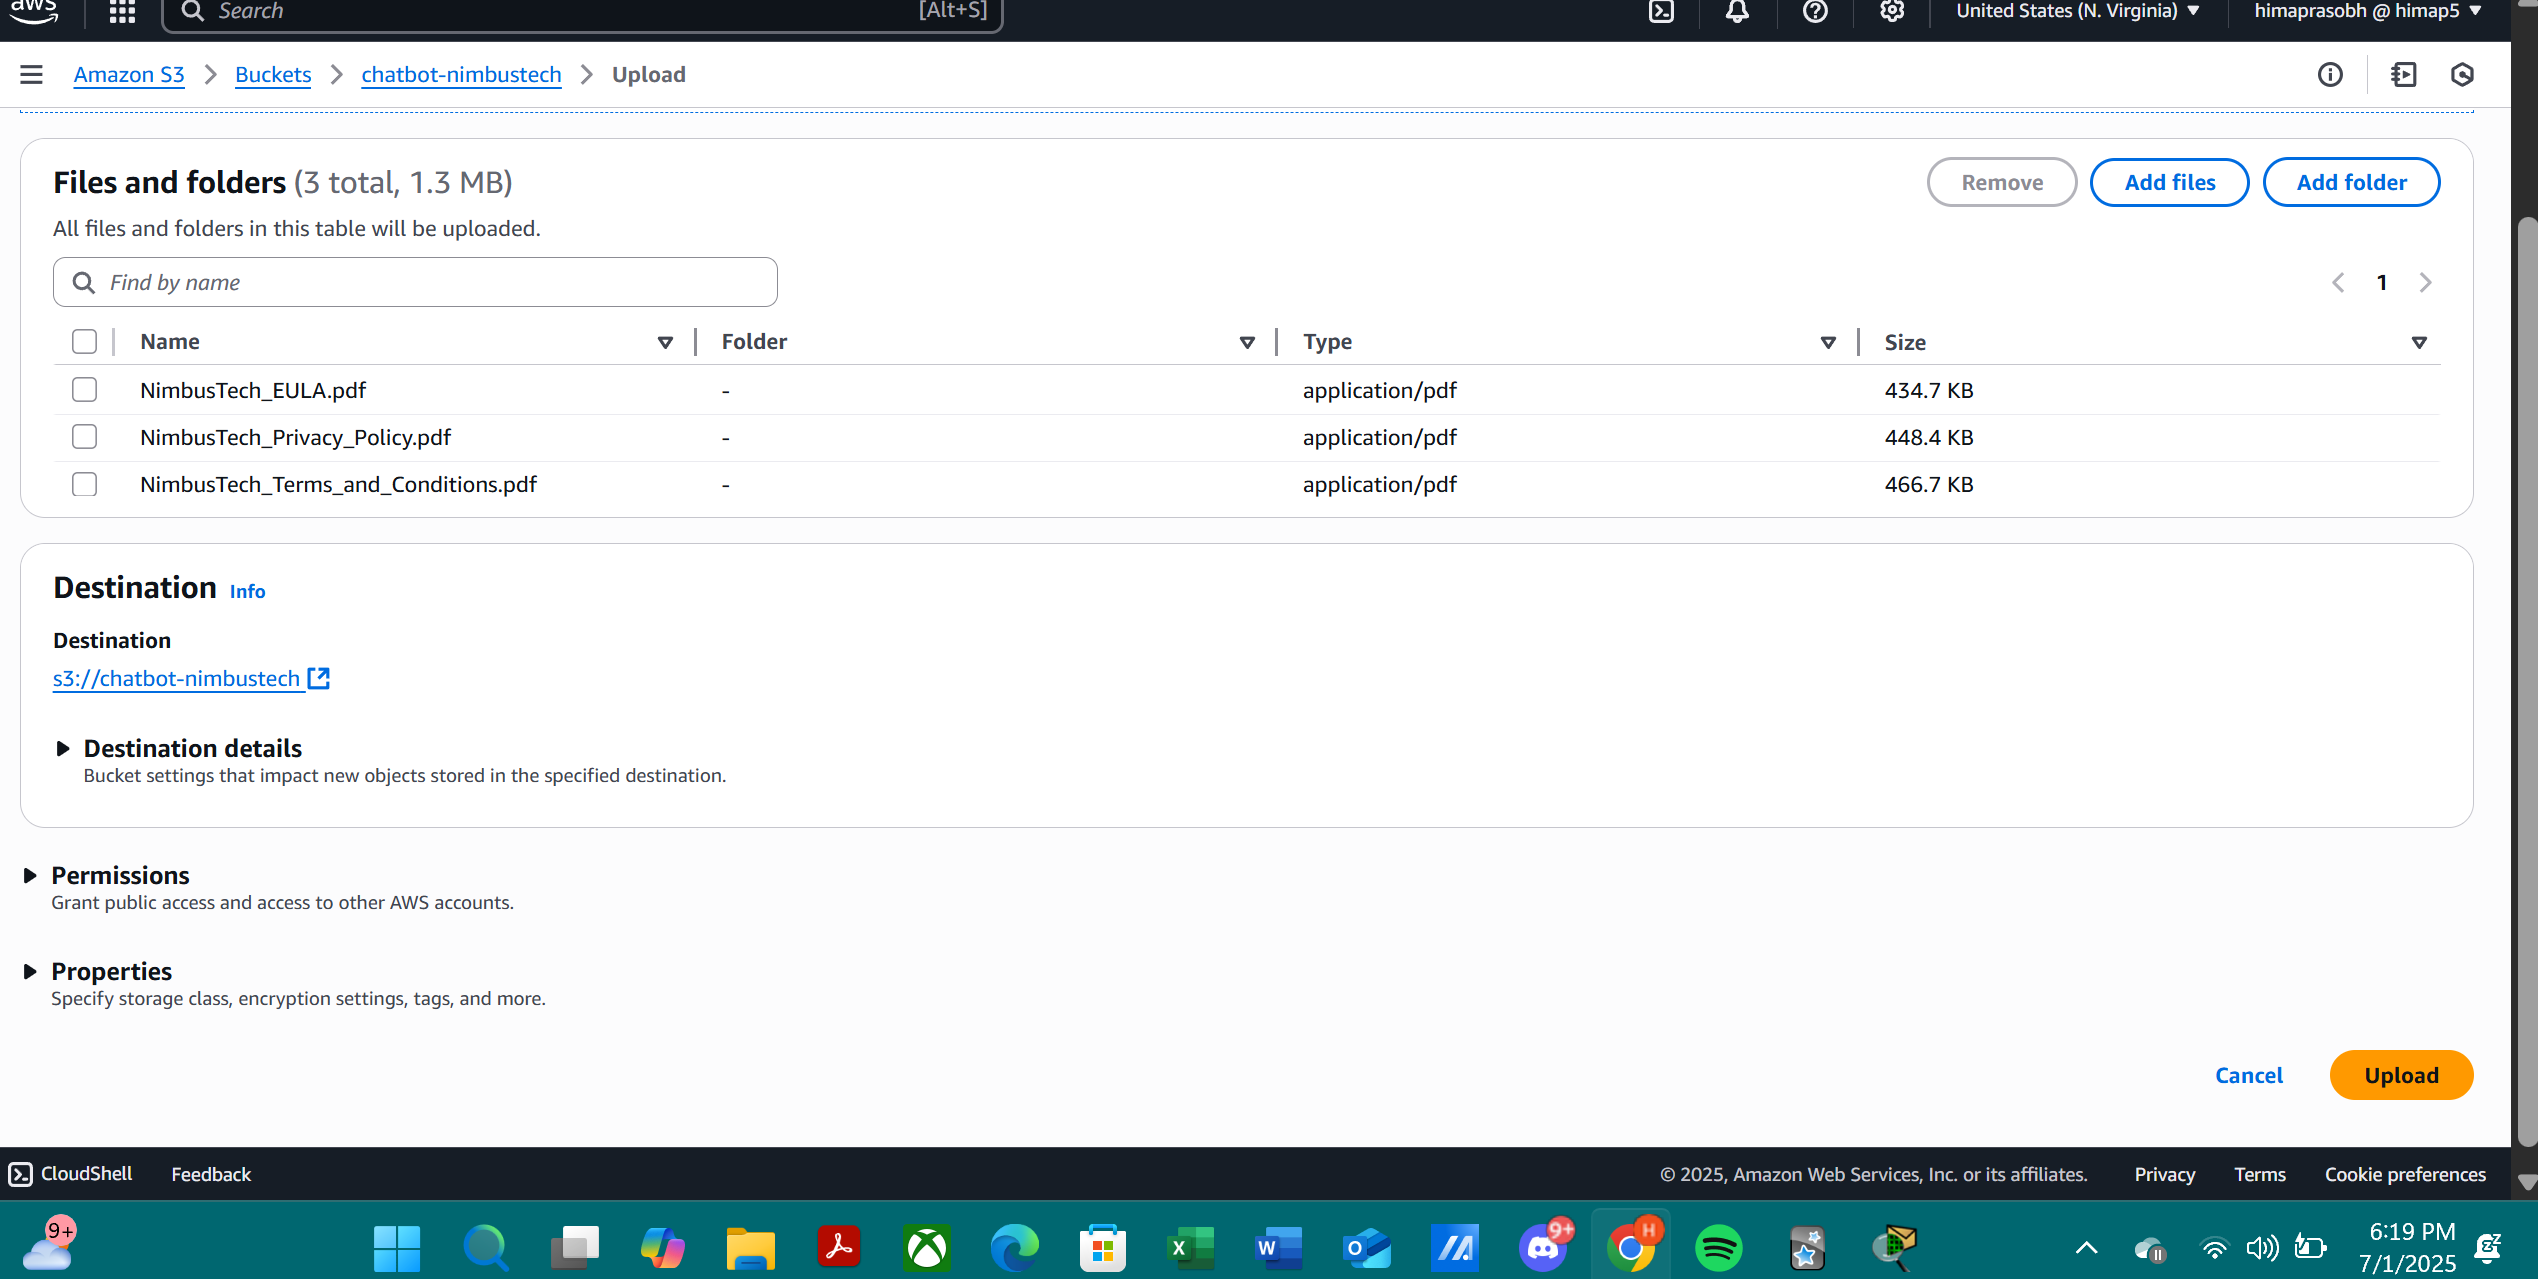 aws
Search
[Alt+S]
United States (N. Virginia)
himaprasobh @ himap5
Amazon S3
Buckets
chatbot-nimbustech
Upload
Files and folders (3 total, 1.3 MB)
Remove
Add files
Add folder
All files and folders in this table will be uploaded.
Find by name
1
Name
Folder
Type
Size
NimbusTech_EULA.pdf
-
application/pdf
434.7 KB
NimbusTech_Privacy_Policy.pdf
-
application/pdf
448.4 KB
NimbusTech_Terms_and_Conditions.pdf
-
application/pdf
466.7 KB
Destination Info
Destination
s3://chatbot-nimbustech
Destination details
Bucket settings that impact new objects stored in the specified destination.
Permissions
Grant public access and access to other AWS accounts.
Properties
Specify storage class, encryption settings, tags, and more.
Cancel
Upload
CloudShell
Feedback
© 2025, Amazon Web Services, Inc. or its affiliates.
Privacy
Terms
Cookie preferences
9+
X
W
O
9+
H
6:19 PM
7/1/2025